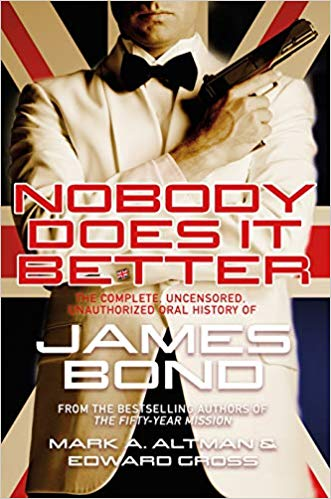 NOBODY
DOES IT
BETTER
THE COMPLETE, UNCENSORED,
UNAUTHORIZED ORAL HISTORY OF
JAMES
BOND
FROM THE BESTSELLING AUTHORS OF
THE FIFTY-YEAR MISSION
MARK A. ALTMAN &
EDWARD GROSS